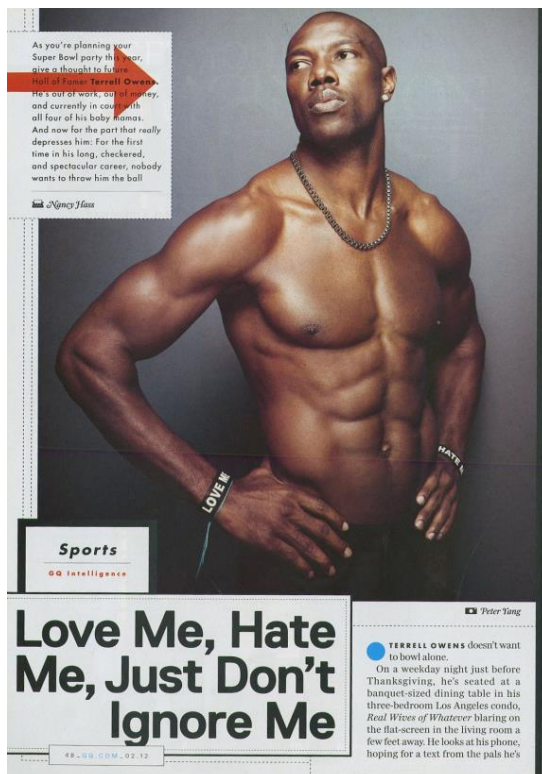 As you're planning your
Super Bowl party this year,
give a thought to future
Hall of Famer Terrell Owens.
He's out of work, out of money,
and currently in court with
all four of his baby mamas.
And now for the part that really
depresses him: For the first
time in his long, checkered,
and spectacular career, nobody
wants to throw him the ball
Nancy Hass
LOVE M
HATE M
Sports
GQ Intelligence
Peter Yang
Love Me, Hate
Me, Just Don't
Ignore Me
TERRELL OWENS doesn't want
to bowl alone.
On a weekday night just before
Thanksgiving, he's seated at a
banquet-sized dining table in his
three-bedroom Los Angeles condo,
Real Wives of Whatever blaring on
the flat-screen in the living room a
few feet away. He looks at his phone,
hoping for a text from the pals he's
48_GQ.COM_02.12